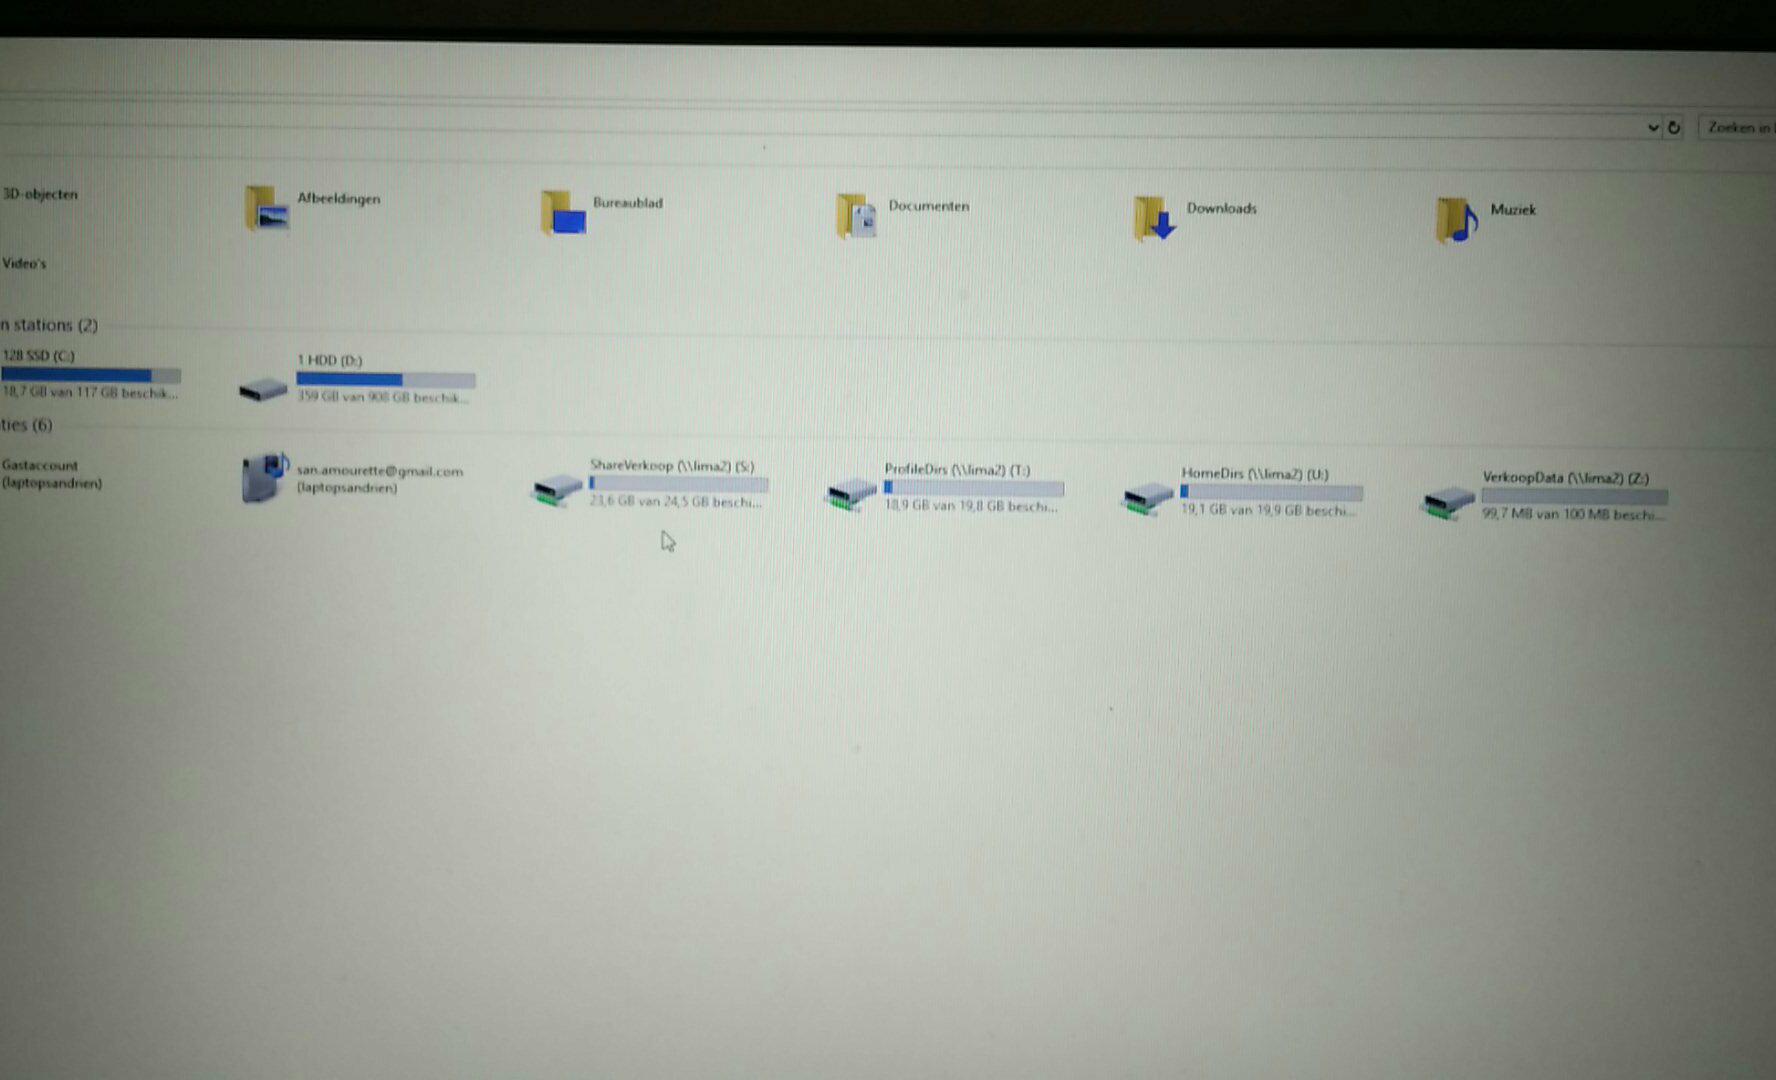 Zoeken in
3D-objecten
Afbeeldingen
Bureaublad
Documenten
Downloads
Muziek
Video's
n stations (2)
128 SSD (C:)
18,7 GB van 117 GB beschik...
1 HDD (D:)
359 GB van 908 GB beschik...
ties (6)
Gastaccount
(laptopsandrien)
san.amourette@gmail.com
(laptopsandrien)
ShareVerkoop (\\lima2) (S:)
23,6 GB van 24,5 GB beschi...
ProfileDirs (\\lima2) (T:)
18,9 GB van 19,8 GB beschi...
HomeDirs (\\lima2) (U:)
19,1 GB van 19,9 GB beschi...
VerkoopData (\\lima2) (Z:)
99,7 MB van 100 MB beschi...